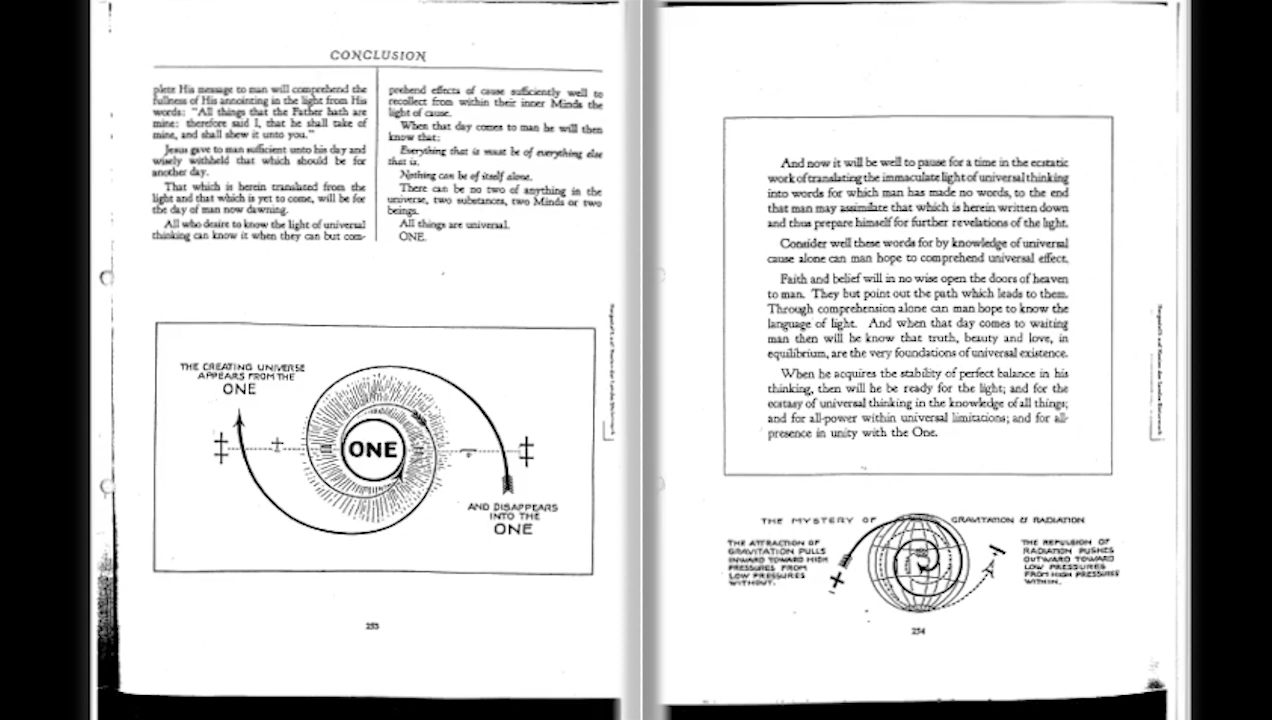 CONCLUSION
plete His message to man will comprehend the
fullness of His annointing in the light from His
words: "All things that the Father hath are
mine: therefore said I, that he shall take of
mine, and shall shew it unto you."
Jesus gave to man sufficient unto his day and
wisely withheld that which should be for
another day.
That which is herein translated from the
light and that which is yet to come, will be for
the day of man now dawning.
All who desire to know the light of universal
thinking can know it when they can but com-
prehend effects of cause sufficiently well to
recollect from within their inner Minds the
light of cause.
When that day comes to man he will then
know that:
Everything that is must be of everything else
that is.
Nothing can be of itself alone.
There can be no two of anything in the
universe, two substances, two Minds or two
beings.
All things are universal.
ONE.
THE CREATING UNIVERSE
APPEARS FROM THE
ONE
ONE
AND DISAPPEARS
INTO THE
ONE
253
And now it will be well to pause for a time in the ecstatic
work of translating the immaculate light of universal thinking
into words for which man has made no words, to the end
that man may assimilate that which is herein written down
and thus prepare himself for further revelations of the light.
Consider well these words for by knowledge of universal
cause alone can man hope to comprehend universal effect.
Faith and belief will in no wise open the doors of heaven
to man. They but point out the path which leads to them.
Through comprehension alone can man hope to know the
language of light. And when that day comes to waiting
man then will he know that truth, beauty and love, in
equilibrium, are the very foundations of universal existence.
When he acquires the stability of perfect balance in his
thinking, then will he be ready for the light; and for the
ecstasy of universal thinking in the knowledge of all things;
and for all-power within universal limitations; and for all-
presence in unity with the One.
THE MYSTERY OF GRAVITATION & RADIATION
THE ATTRACTION OF
GRAVITATION PULLS
INWARD TOWARD HIGH
PRESSURES FROM
LOW PRESSURES
WITHOUT.
THE REPULSION OF
RADIATION PUSHES
OUTWARD TOWARD
LOW PRESSURES
FROM HIGH PRESSURES
WITHIN.
254